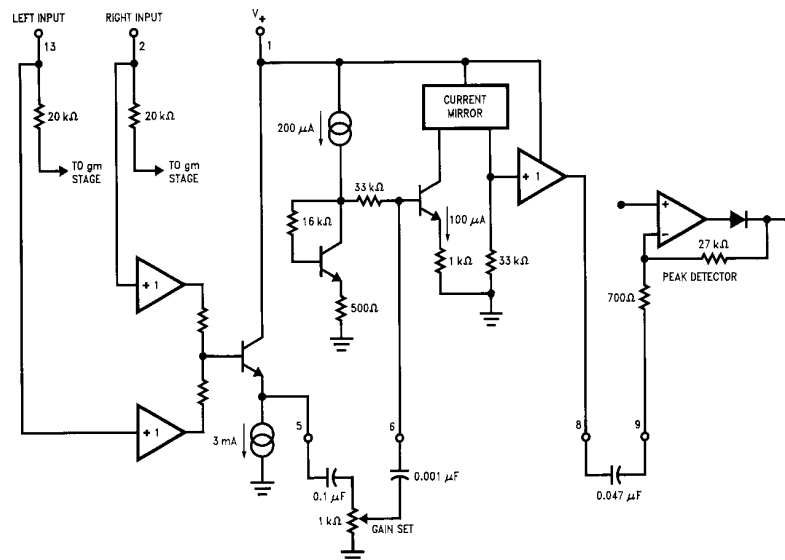 LEFT INPUT
RIGHT INPUT
V+
13
2
1
20 kΩ
20 kΩ
200 μA
CURRENT
MIRROR
TO gm
STAGE
TO gm
STAGE
33 kΩ
+ 1
16 kΩ
100 μA
+
−
27 kΩ
1 kΩ
33 kΩ
PEAK DETECTOR
700Ω
+ 1
500Ω
+ 1
3 mA
5
6
8
9
0.1 μF
0.001 μF
0.047 μF
1 kΩ
GAIN SET